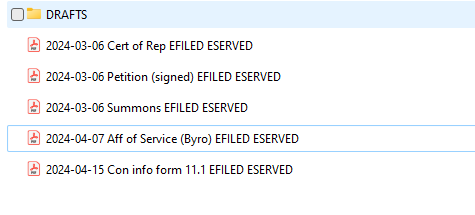 DRAFTS
2024-03-06 Cert of Rep EFILED ESERVED
2024-03-06 Petition (signed) EFILED ESERVED
2024-03-06 Summons EFILED ESERVED
2024-04-07 Aff of Service (Byro) EFILED ESERVED
2024-04-15 Con info form 11.1 EFILED ESERVED